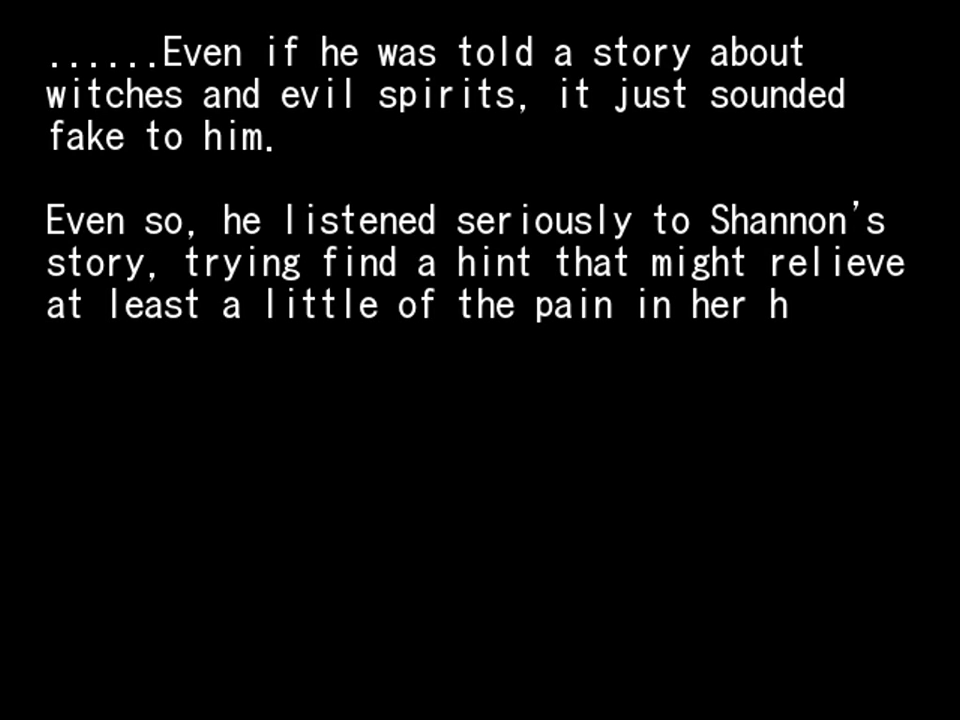 ......Even if he was told a story about
witches and evil spirits, it just sounded
fake to him.
Even so, he listened seriously to Shannon's
story, trying find a hint that might relieve
at least a little of the pain in her h